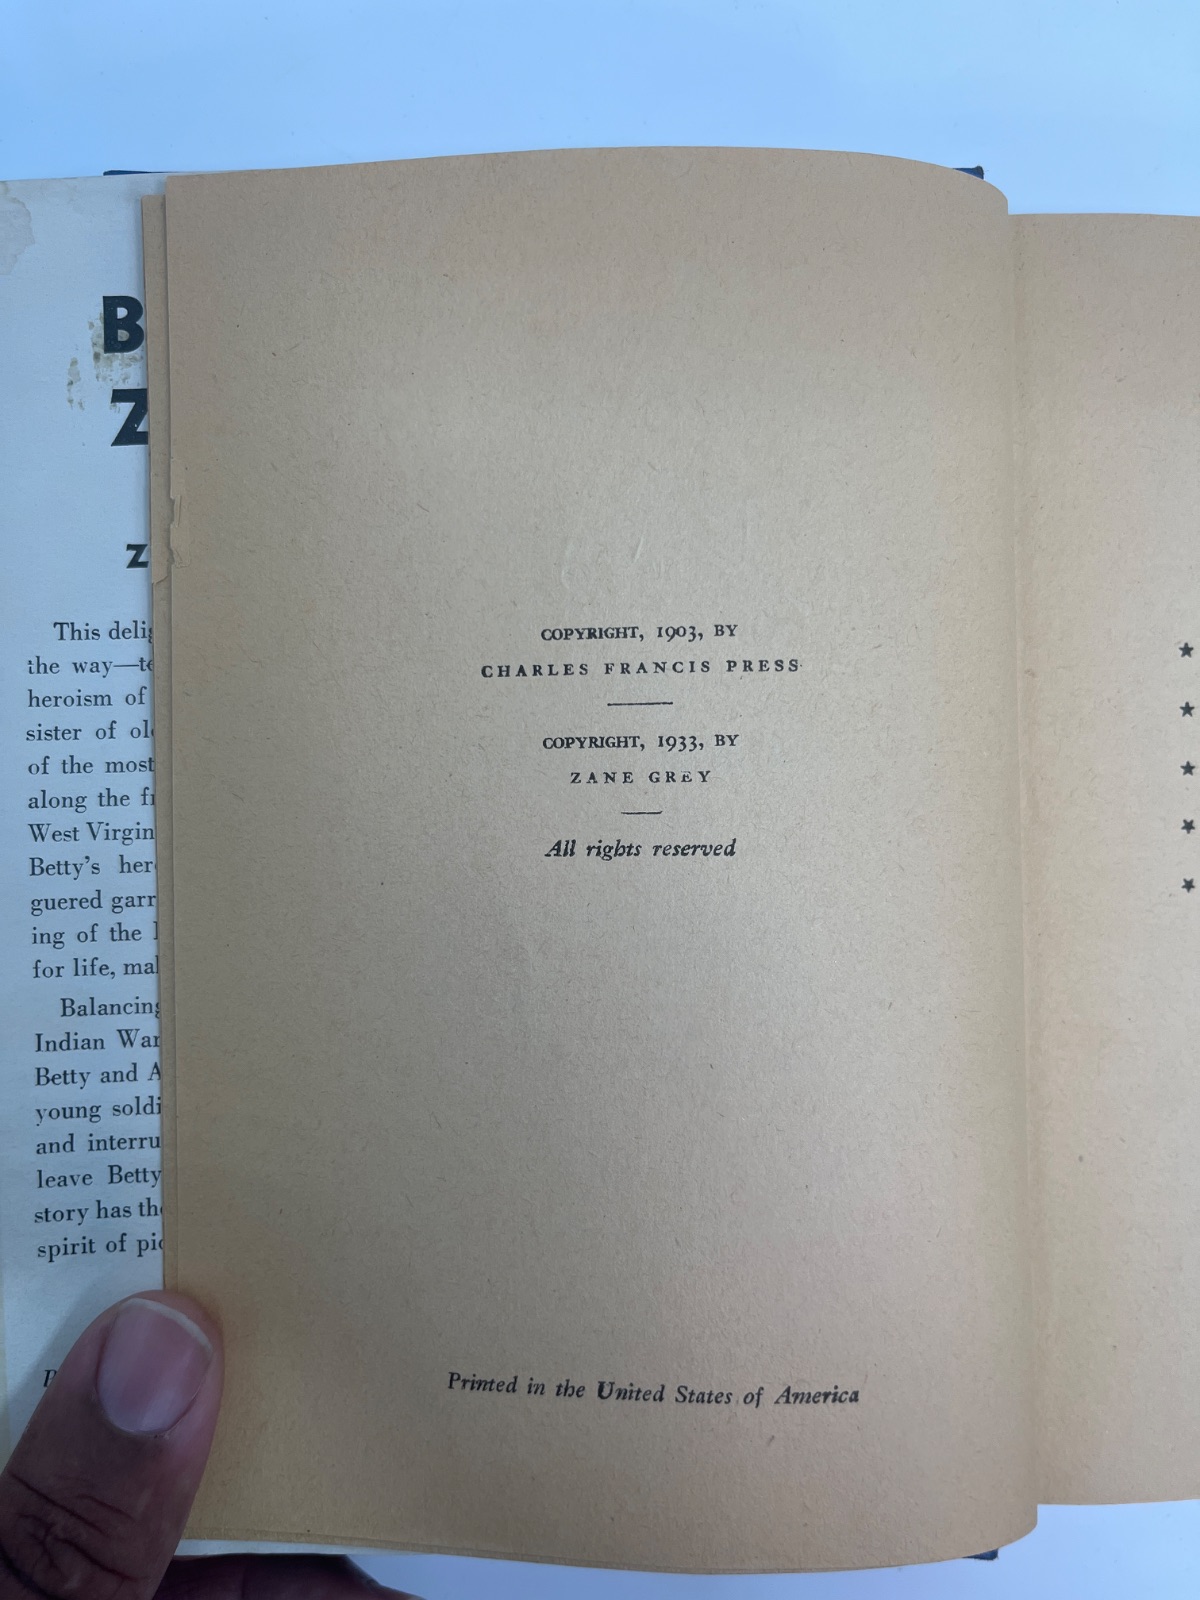 B
Z
Z
This delig
the way—te
heroism of
sister of ol
of the most
along the f
West Virgin
Betty's her
guered garr
ing of the
for life, mak
Balancing
Indian War
Betty and A
young soldi
and interru
leave Betty
story has th
spirit of pi
COPYRIGHT, 1903, BY
CHARLES FRANCIS PRESS
COPYRIGHT, 1933, BY
ZANE GREY
All rights reserved
Printed in the United States of America